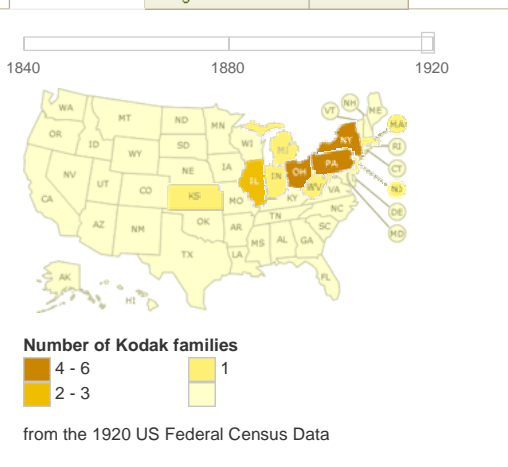 1840 1880 1920
WA
MT
ND
MN
VT
NH
ME
MA
OR
ID
WY
SD
WI
MI
NY
RI
NV
UT
CO
NE
IA
IL
IN
OH
PA
CT
NJ
CA
KS
MO
KY
WV
VA
DE
MD
AZ
NM
OK
AR
TN
NC
SC
TX
LA
MS
AL
GA
FL
AK
HI
Number of Kodak families
4 - 6
1
2 - 3
from the 1920 US Federal Census Data